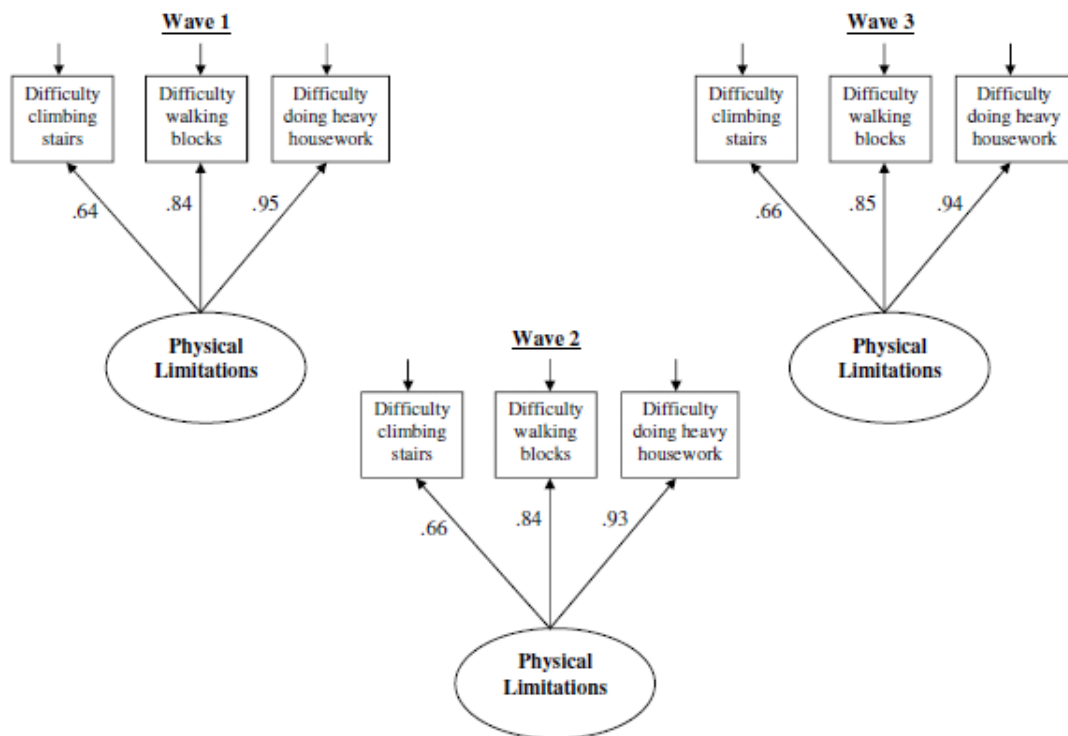 Wave 1
Difficulty
climbing
stairs
Difficulty
walking
blocks
Difficulty
doing heavy
housework
.64
.84
.95
Physical
Limitations
Wave 3
Difficulty
climbing
stairs
Difficulty
walking
blocks
Difficulty
doing heavy
housework
.66
.85
.94
Physical
Limitations
Wave 2
Difficulty
climbing
stairs
Difficulty
walking
blocks
Difficulty
doing heavy
housework
.66
.84
.93
Physical
Limitations